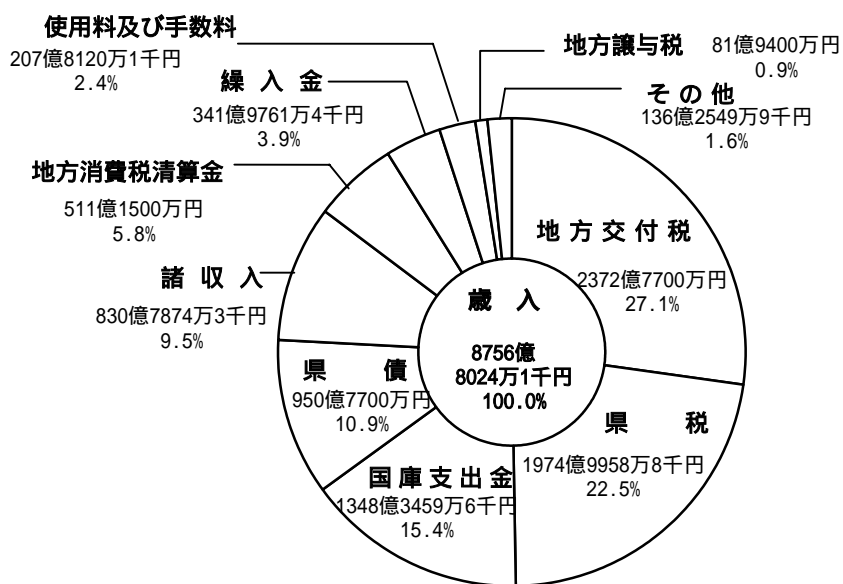 使用料及び手数料
207億8120万1千円
2.4%
繰 入 金
341億9761万4千円
3.9%
地方消費税清算金
511億1500万円
5.8%
諸 収 入
830億7874万3千円
9.5%
県 債
950億7700万円
10.9%
国庫支出金
1348億3459万6千円
15.4%
県 税
1974億9958万8千円
22.5%
地方交付税
2372億7700万円
27.1%
その他
136億2549万9千円
1.6%
地方譲与税 81億9400万円
0.9%
歳 入
8756億
8024万1千円
100.0%